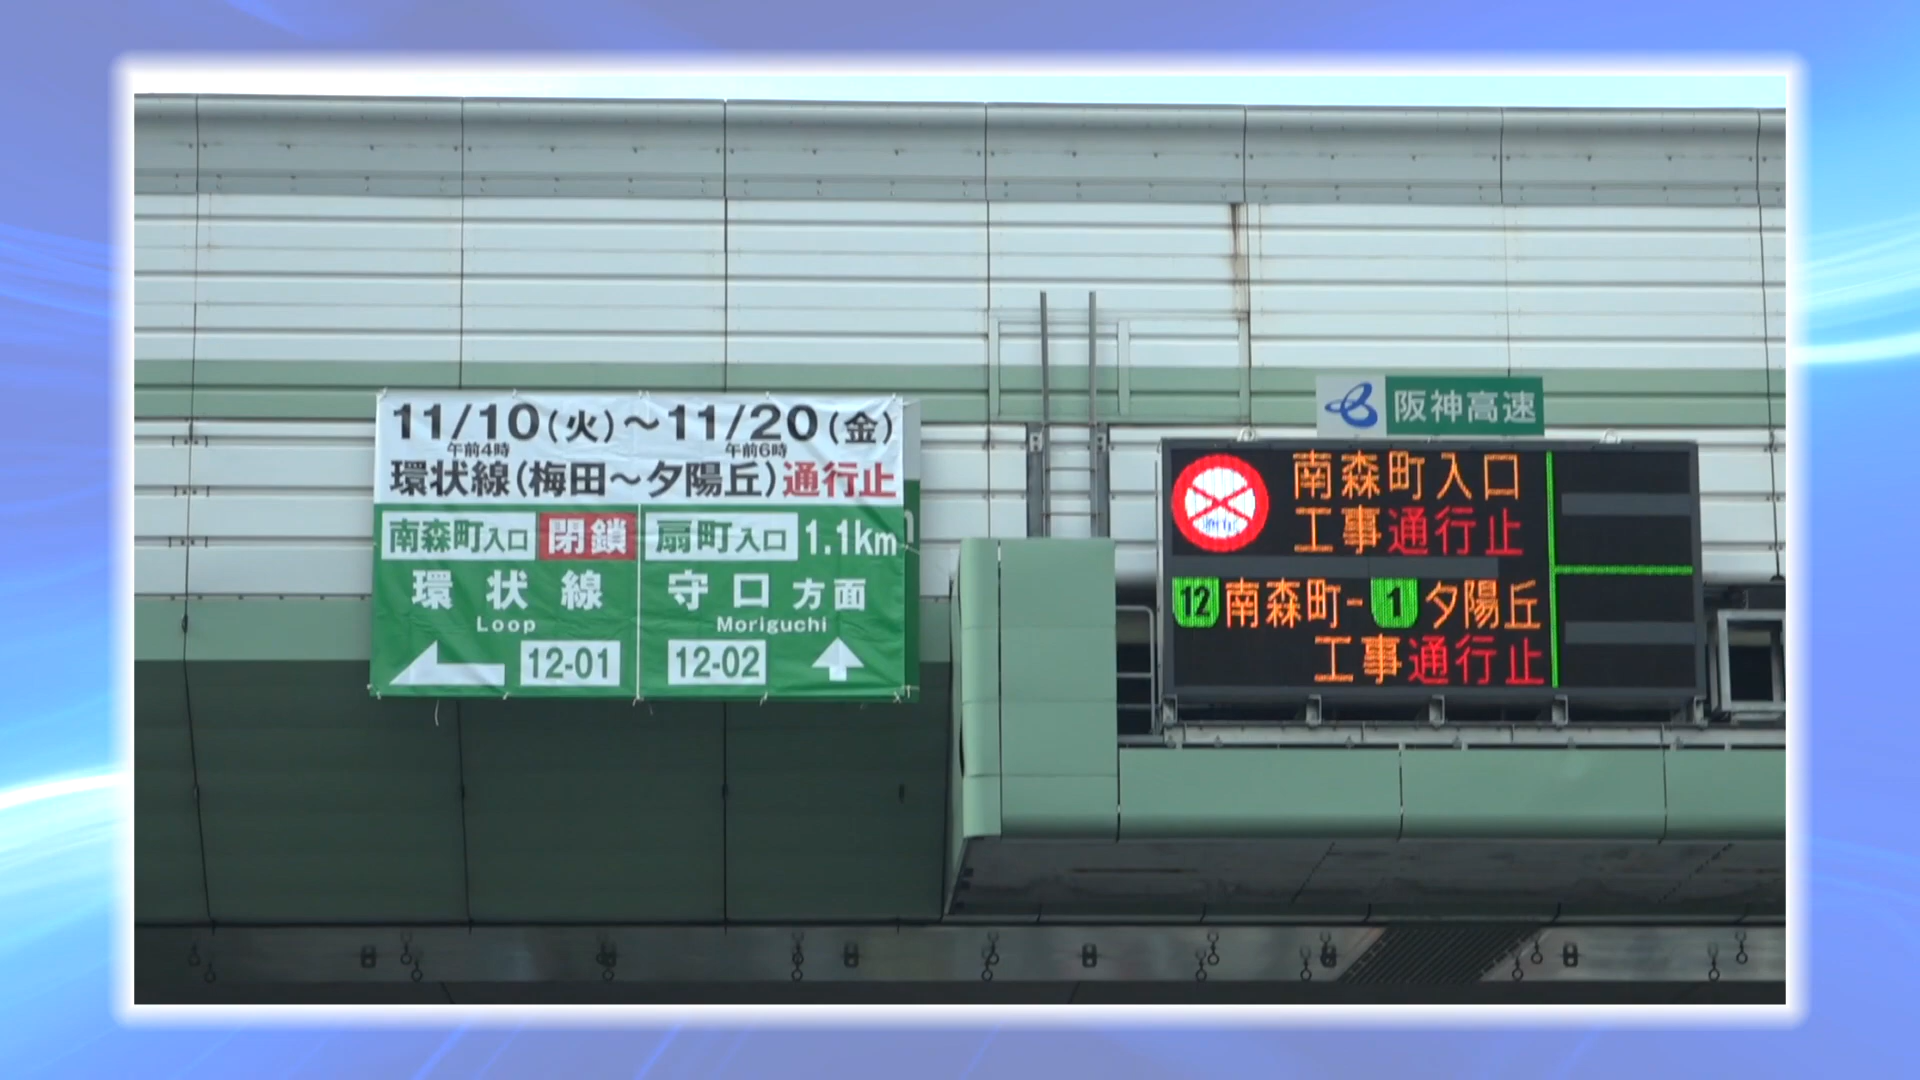 11/10(火)～11/20(金)
午前4時 午前6時
環状線(梅田～夕陽丘)通行止
南森町入口 閉鎖
環状線
Loop
12-01
扇町入口 1.1km
守口方面
Moriguchi
12-02
阪神高速
南森町入口
工事通行止
12 南森町-1 夕陽丘
工事通行止